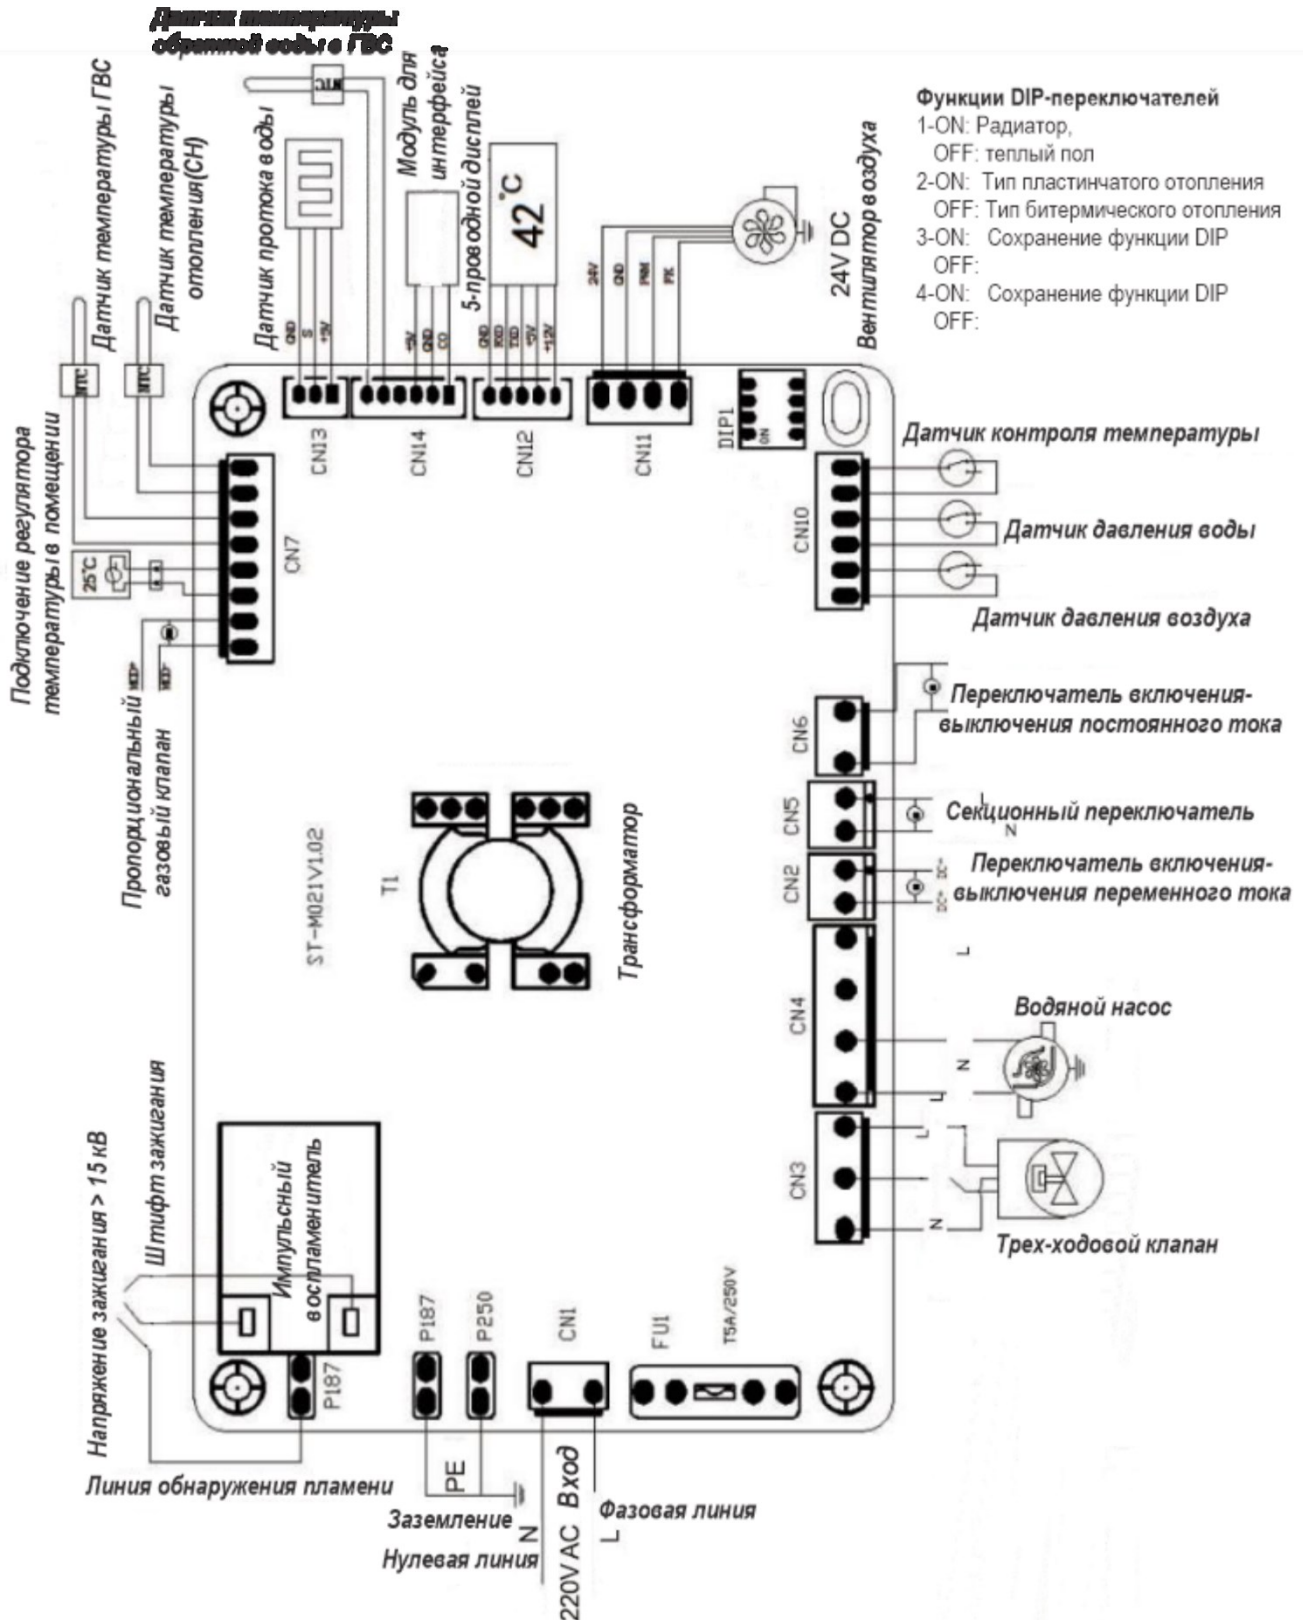 Датчик температуры
обратной воды в ГВС
NTC
Датчик температуры ГВС
Датчик температуры
отопления(СН)
Датчик протока воды
Модуль для
интерфейса
5-проводной дисплей
42°C
24V DC
Вентилятор воздуха
Функции DIP-переключателей
1-ON: Радиатор,
OFF: теплый пол
2-ON: Тип пластинчатого отопления
OFF: Тип битермического отопления
3-ON: Сохранение функции DIP
OFF:
4-ON: Сохранение функции DIP
OFF:
GND
S
+5V
+5V
GND
CO
GND
RXD
TXD
+5V
+12V
24V
GND
NTC
NTC
CN13
CN14
CN12
CN11
DIP1
ON
Подключение регулятора
температуры в помещении
25°C
CN7
CN10
Датчик контроля температуры
Датчик давления воды
Датчик давления воздуха
Пропорциональный
газовый клапан
CN6
Переключатель включения-
выключения постоянного тока
CN5
L
N
Секционный переключатель
CN2
DC-
DC+
Переключатель включения-
выключения переменного тока
ST-M021V1.02
T1
Трансформатор
CN4
L
N
L
Водяной насос
CN3
L
N
Трех-ходовой клапан
Напряжение зажигания > 15 кВ
Штифт зажигания
Импульсный
воспламенитель
P187
P187
P250
CN1
FU1
T5A/250V
Линия обнаружения пламени
PE
Заземление
Нулевая линия
N
220V AC Вход
L
Фазовая линия